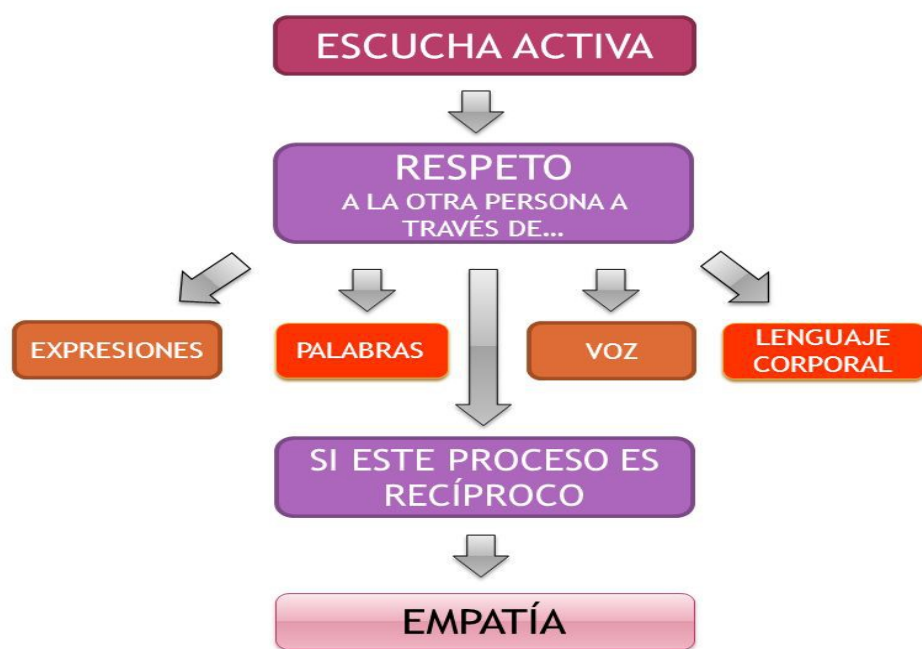 ESCUCHA ACTIVA
RESPETO
A LA OTRA PERSONA A
TRAVÉS DE...
EXPRESIONES
PALABRAS
VOZ
LENGUAJE
CORPORAL
SI ESTE PROCESO ES
RECÍPROCO
EMPATÍA